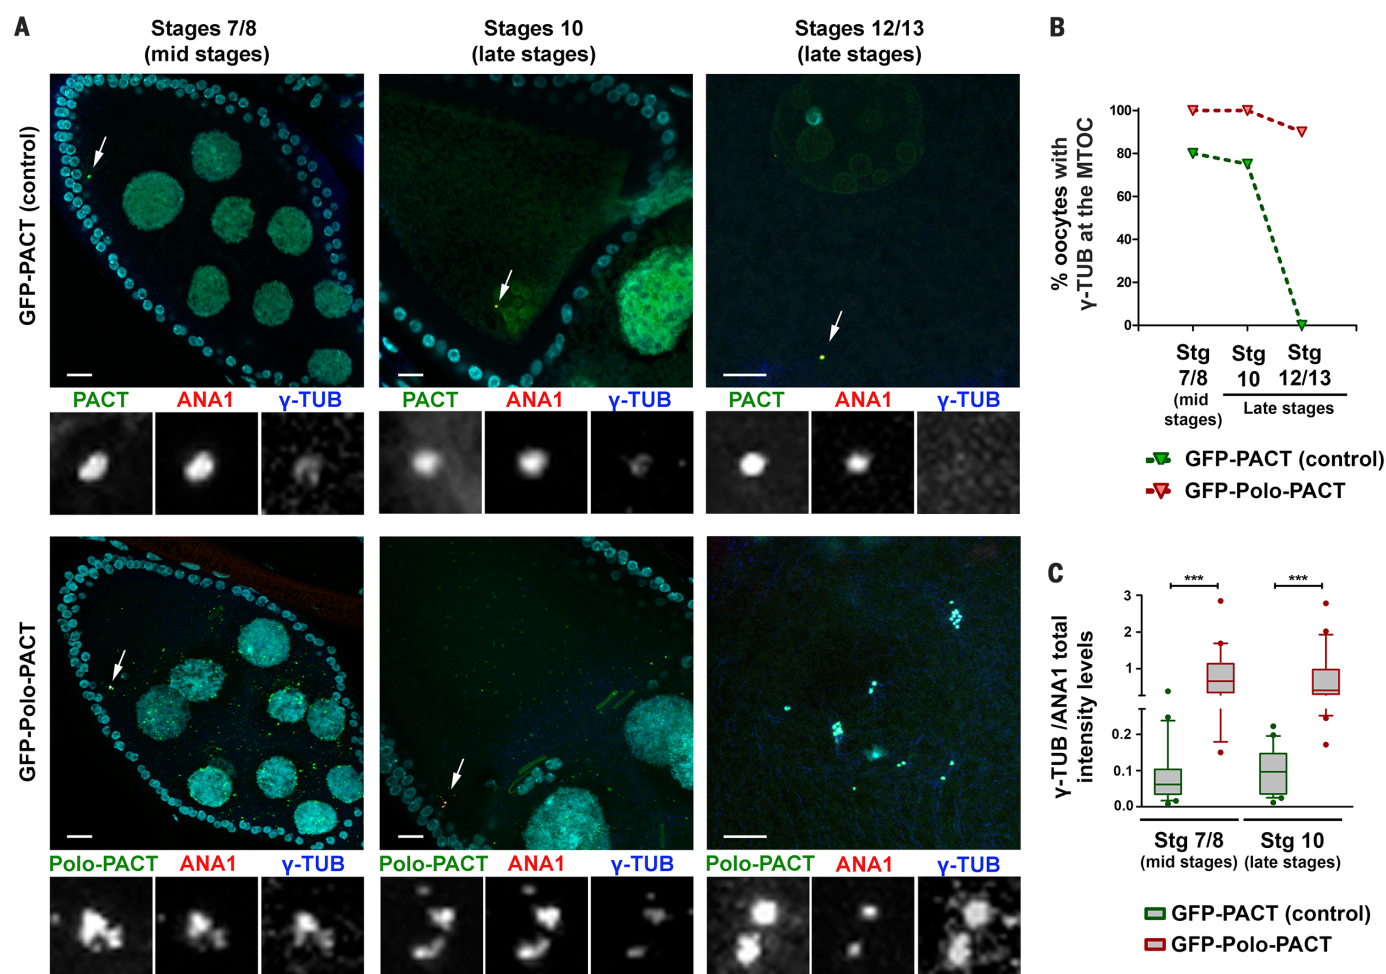 A
Stages 7/8
(mid stages)
Stages 10
(late stages)
Stages 12/13
(late stages)
GFP-PACT (control)
PACT ANA1 γ-TUB
PACT ANA1 γ-TUB
PACT ANA1 γ-TUB
GFP-Polo-PACT
Polo-PACT ANA1 γ-TUB
Polo-PACT ANA1 γ-TUB
Polo-PACT ANA1 γ-TUB
B
% oocytes with
γ-TUB at the MTOC
100
80
60
40
20
0
Stg
7/8
(mid
stages)
Stg
10
Stg
12/13
Late stages
GFP-PACT (control)
GFP-Polo-PACT
C
γ-TUB /ANA1 total
intensity levels
3
2
1
0.2
0.1
0.0
***
***
Stg 7/8
(mid stages)
Stg 10
(late stages)
GFP-PACT (control)
GFP-Polo-PACT